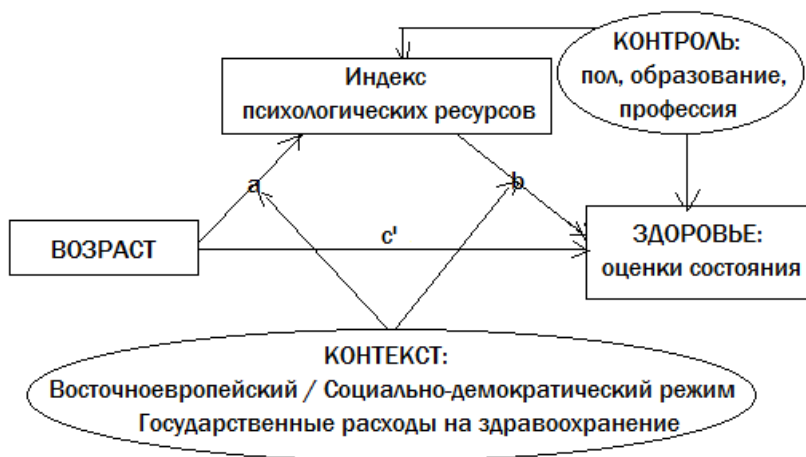 КОНТРОЛЬ:
пол, образование,
профессия
Индекс
психологических ресурсов
a
b
ВОЗРАСТ
c'
ЗДОРОВЬЕ:
оценки состояния
КОНТЕКСТ:
Восточноевропейский / Социально-демократический режим
Государственные расходы на здравоохранение